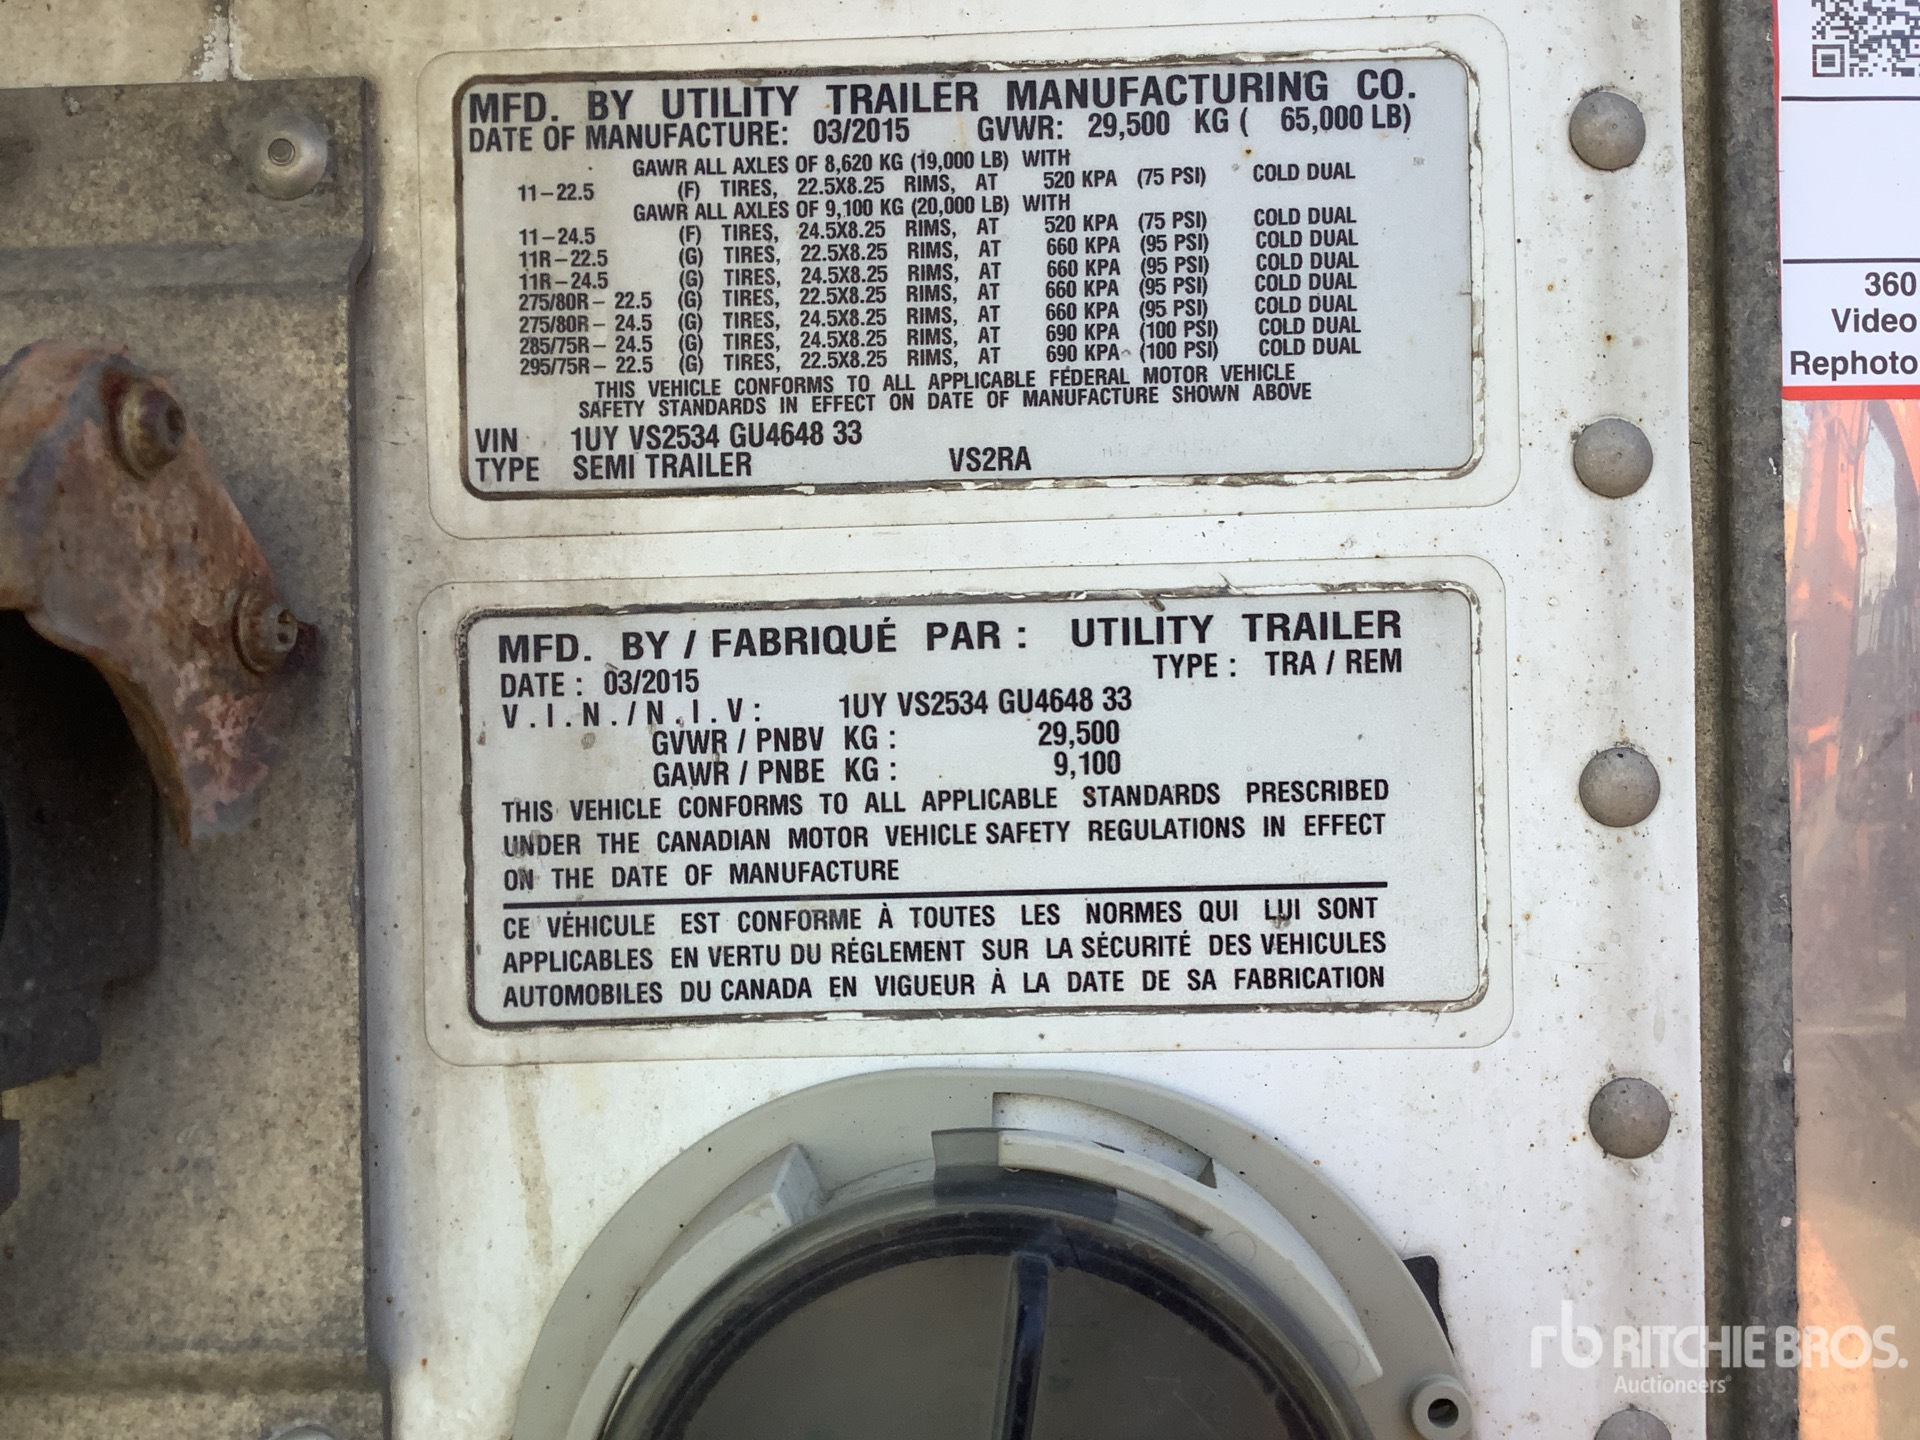 MFD. BY UTILITY TRAILER MANUFACTURING CO.
DATE OF MANUFACTURE: 03/2015 GVWR: 29,500 KG ( 65,000 LB)
GAWR ALL AXLES OF 8,620 KG (19,000 LB) WITH
11-22.5 (F) TIRES, 22.5X8.25 RIMS, AT 520 KPA (75 PSI) COLD DUAL
GAWR ALL AXLES OF 9,100 KG (20,000 LB) WITH
11-24.5 (F) TIRES, 24.5X8.25 RIMS, AT 520 KPA (75 PSI) COLD DUAL
11R-22.5 (G) TIRES, 22.5X8.25 RIMS, AT 660 KPA (95 PSI) COLD DUAL
11R-24.5 (G) TIRES, 24.5X8.25 RIMS, AT 660 KPA (95 PSI) COLD DUAL
275/80R- 22.5 (G) TIRES, 22.5X8.25 RIMS, AT 660 KPA (95 PSI) COLD DUAL
275/80R- 24.5 (G) TIRES, 24.5X8.25 RIMS, AT 660 KPA (95 PSI) COLD DUAL
285/75R- 24.5 (G) TIRES, 24.5X8.25 RIMS, AT 690 KPA (100 PSI) COLD DUAL
295/75R- 22.5 (G) TIRES, 22.5X8.25 RIMS, AT 690 KPA (100 PSI) COLD DUAL
THIS VEHICLE CONFORMS TO ALL APPLICABLE FEDERAL MOTOR VEHICLE
SAFETY STANDARDS IN EFFECT ON DATE OF MANUFACTURE SHOWN ABOVE
VIN 1UY VS2534 GU4648 33
TYPE SEMI TRAILER VS2RA
MFD. BY / FABRIQUÉ PAR : UTILITY TRAILER
DATE : 03/2015 TYPE : TRA / REM
V.I.N./N.I.V: 1UY VS2534 GU4648 33
GVWR / PNBV KG : 29,500
GAWR / PNBE KG : 9,100
THIS VEHICLE CONFORMS TO ALL APPLICABLE STANDARDS PRESCRIBED
UNDER THE CANADIAN MOTOR VEHICLE SAFETY REGULATIONS IN EFFECT
ON THE DATE OF MANUFACTURE
CE VÉHICULE EST CONFORME À TOUTES LES NORMES QUI LUI SONT
APPLICABLES EN VERTU DU RÉGLEMENT SUR LA SÉCURITÉ DES VEHICULES
AUTOMOBILES DU CANADA EN VIGUEUR À LA DATE DE SA FABRICATION
360
Video
Rephoto
rb RITCHIE BROS.
Auctioneers